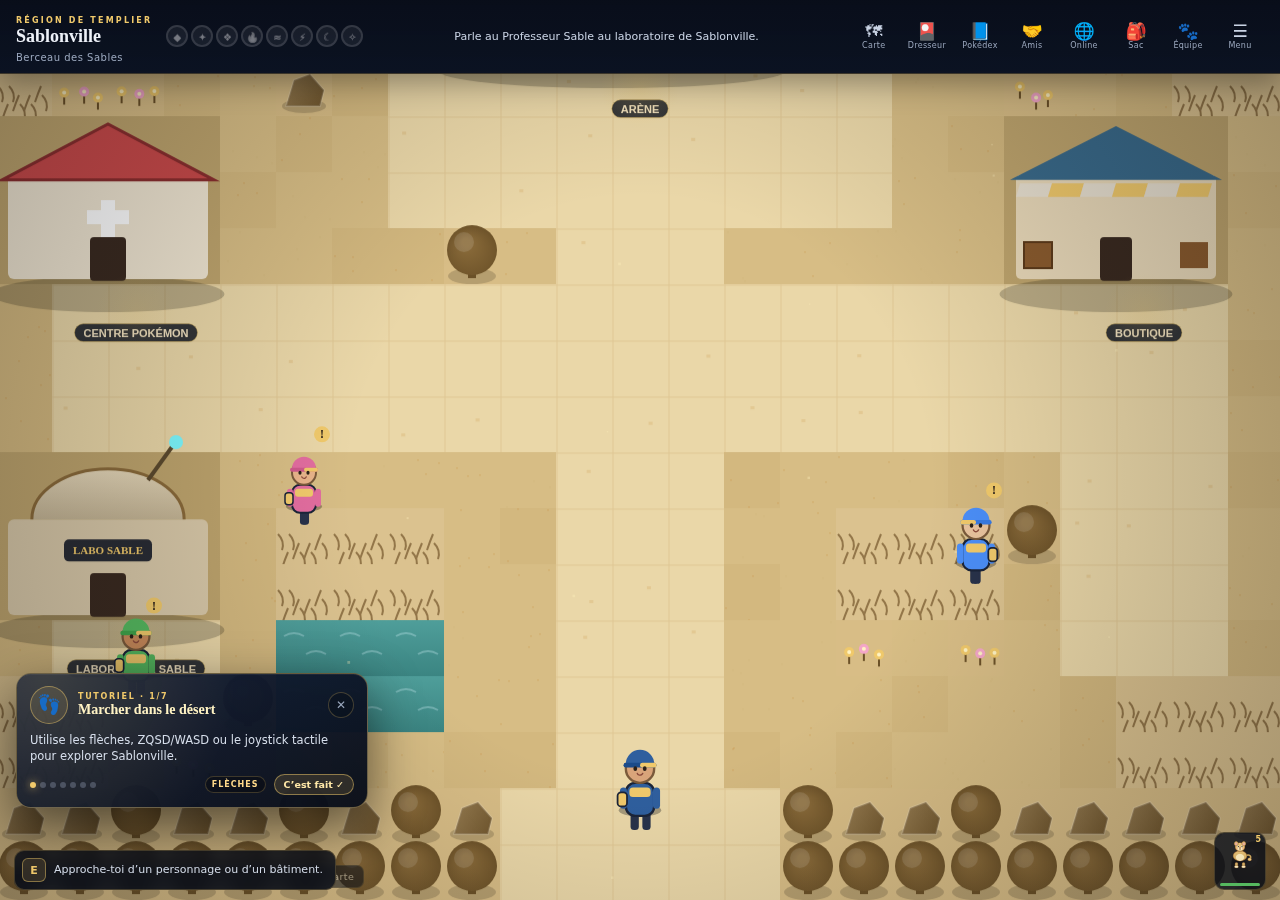 RÉGION DE TEMPLIER
Sablonville
Berceau des Sables
Parle au Professeur Sable au laboratoire de Sablonville.
Carte
Dresseur
Pokédex
Amis
Online
Sac
Équipe
Menu
ARÈNE
CENTRE POKÉMON
BOUTIQUE
!
!
LABO SABLE
!
SABLE
TUTORIEL · 1/7
Marcher dans le désert
✕
Utilise les flèches, ZQSD/WASD ou le joystick tactile
pour explorer Sablonville.
FLÈCHES
C’est fait ✓
E
Approche-toi d’un personnage ou d’un bâtiment.
5